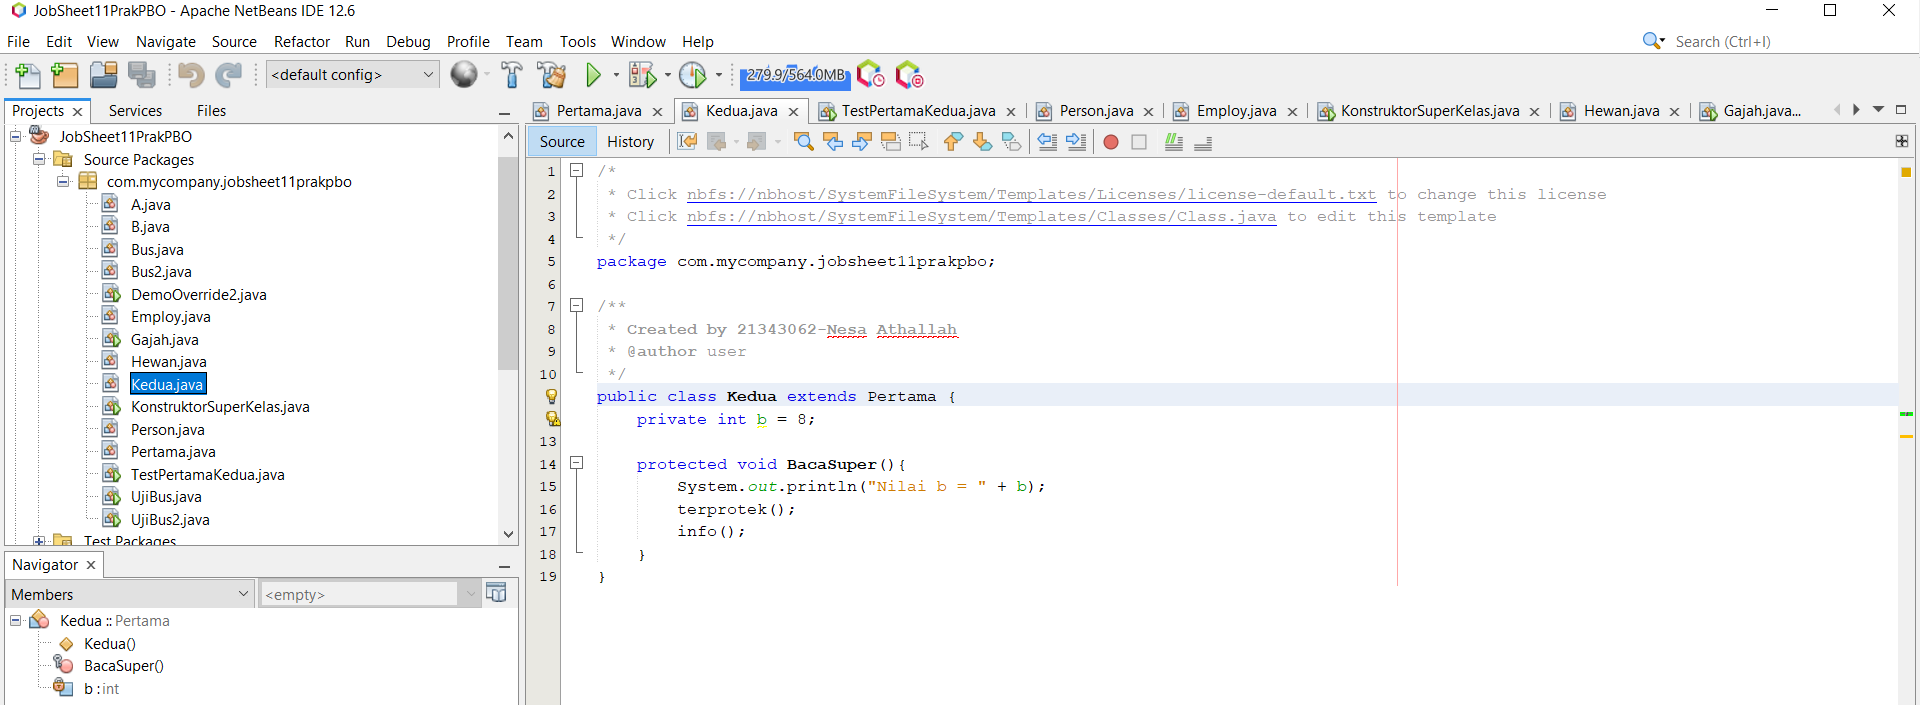 JobSheet11PrakPBO - Apache NetBeans IDE 12.6
File Edit View Navigate Source Refactor Run Debug Profile Team Tools Window Help
Search (Ctrl+I)
<default config>
279.9/564.0MB
Projects Services Files
JobSheet11PrakPBO
Source Packages
com.mycompany.jobsheet11prakpbo
A.java
B.java
Bus.java
Bus2.java
DemoOverride2.java
Employ.java
Gajah.java
Hewan.java
Kedua.java
KonstruktorSuperKelas.java
Person.java
Pertama.java
TestPertamaKedua.java
UjiBus.java
UjiBus2.java
Test Packages
Navigator
Members
<empty>
Kedua :: Pertama
Kedua()
BacaSuper()
b : int
Pertama.java Kedua.java TestPertamaKedua.java Person.java Employ.java KonstruktorSuperKelas.java Hewan.java Gajah.java...
Source History
1 /*
2 * Click nbfs://nbhost/SystemFileSystem/Templates/Licenses/license-default.txt to change this license
3 * Click nbfs://nbhost/SystemFileSystem/Templates/Classes/Class.java to edit this template
4 */
5 package com.mycompany.jobsheet11prakpbo;
6
7 /**
8 * Created by 21343062-Nesa Athallah
9 * @author user
10 */
public class Kedua extends Pertama {
private int b = 8;
13
14 protected void BacaSuper(){
15 System.out.println("Nilai b = " + b);
16 terprotek();
17 info();
18 }
19 }